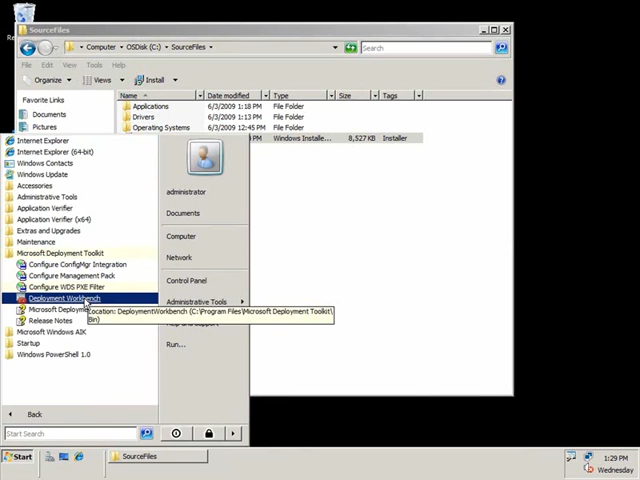 Re
SourceFiles
Computer
OSDisk (C:)
SourceFiles
Search
File
Edit
View
Tools
Help
Organize
Views
Install
Favorite Links
Documents
Pictures
Name
Date modified
Type
Size
Tags
Applications
6/3/2009 1:18 PM
File Folder
Drivers
6/3/2009 1:13 PM
File Folder
Operating Systems
6/3/2009 12:45 PM
File Folder
PM
Windows Installe...
8,527 KB
Installer
Internet Explorer
Internet Explorer (64-bit)
Windows Contacts
Windows Update
Accessories
Administrative Tools
Application Verifier
Application Verifier (x64)
Extras and Upgrades
Maintenance
Microsoft Deployment Toolkit
Configure ConfigMgr Integration
Configure Management Pack
Configure WDS PXE Filter
Deployment Workbench
Microsoft Deployme
Release Notes
Microsoft Windows AIK
Startup
Windows PowerShell 1.0
Back
Start Search
administrator
Documents
Computer
Network
Control Panel
Administrative Tools
Location: DeploymentWorkbench (C:\Program Files\Microsoft Deployment Toolkit\
Bin)
Help and Support
Run...
Start
SourceFiles
1:29 PM
Wednesday